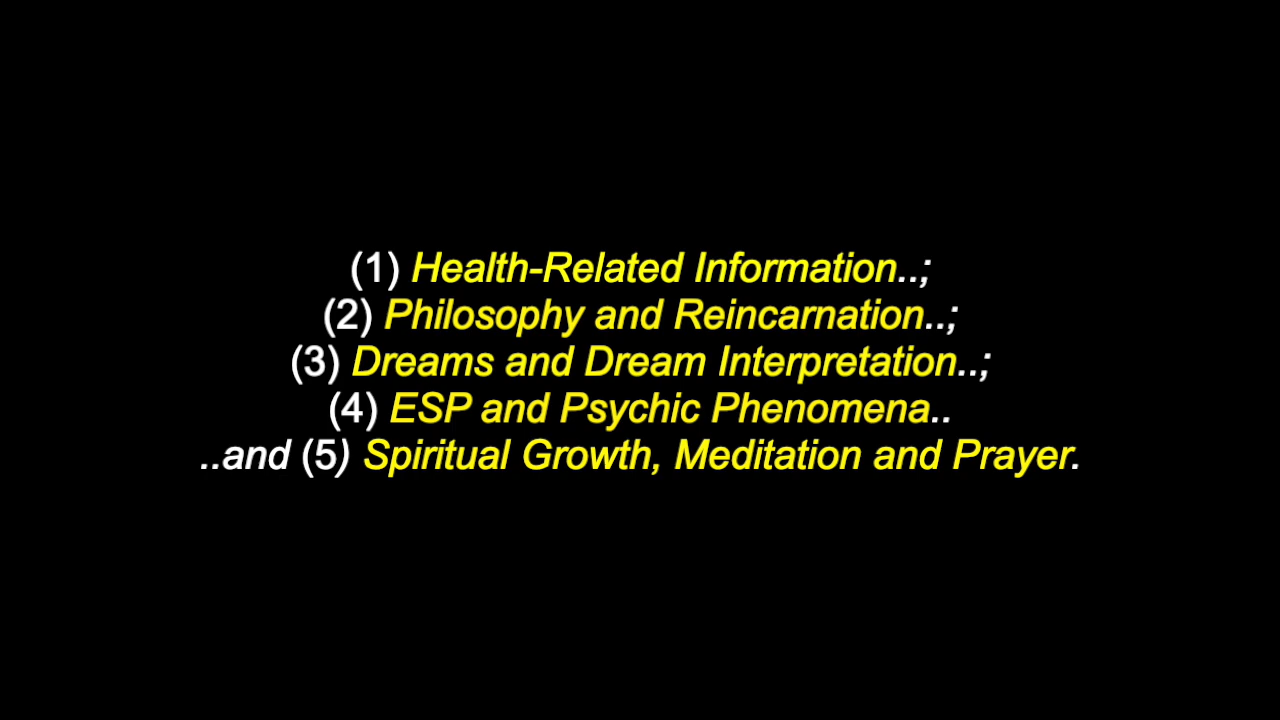 (1) Health-Related Information..;
(2) Philosophy and Reincarnation..;
(3) Dreams and Dream Interpretation..;
(4) ESP and Psychic Phenomena..
..and (5) Spiritual Growth, Meditation and Prayer.